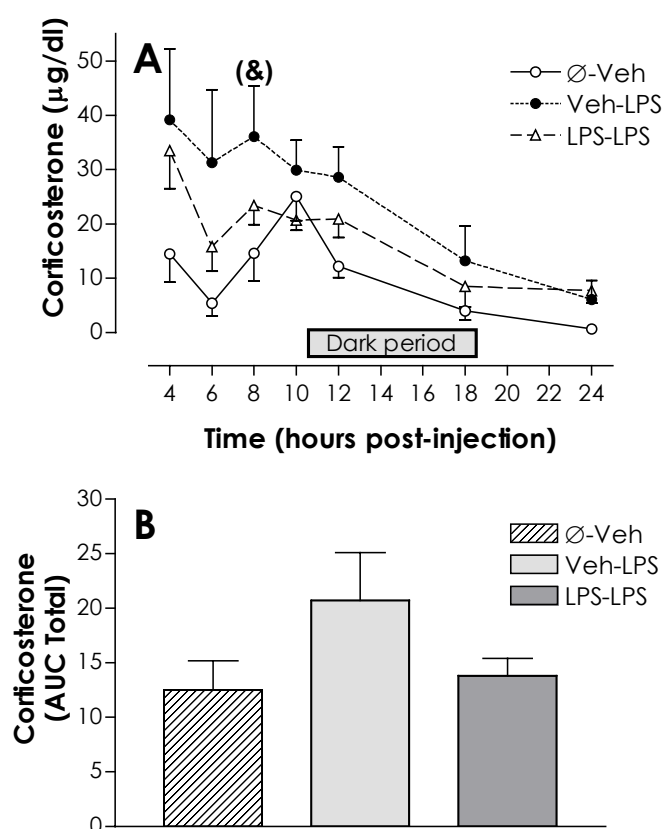 A
(&)
Corticosterone (μg/dl)
50
40
30
20
10
0
∅-Veh
Veh-LPS
LPS-LPS
Dark period
4 6 8 10 12 14 16 18 20 22 24
Time (hours post-injection)
B
Corticosterone
(AUC Total)
30
25
20
15
10
5
0
∅-Veh
Veh-LPS
LPS-LPS